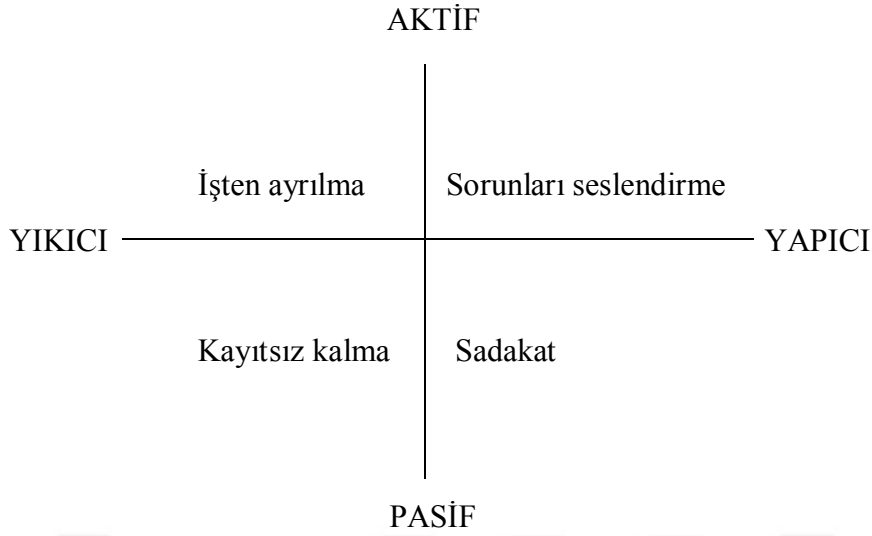 AKTİF
İşten ayrılma
Sorunları seslendirme
YIKICI
YAPICI
Kayıtsız kalma
Sadakat
PASİF